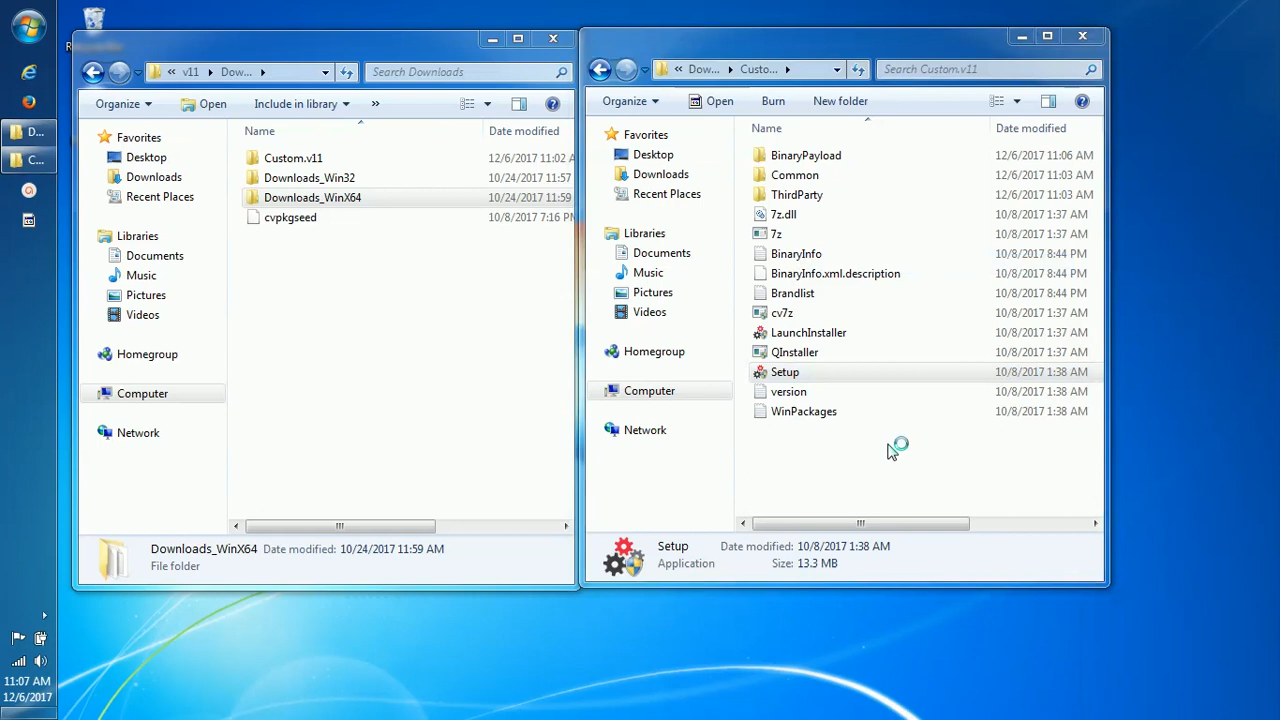 R
D...
C...
11:07 AM
12/6/2017
« v11 Dow...
Search Downloads
Organize
Open
Include in library
»
Favorites
Desktop
Downloads
Recent Places
Libraries
Documents
Music
Pictures
Videos
Homegroup
Computer
Network
Name
Date modified
Custom.v11
12/6/2017 11:02 A
Downloads_Win32
10/24/2017 11:57
Downloads_WinX64
10/24/2017 11:59
cvpkgseed
10/8/2017 7:16 PM
Downloads_WinX64 Date modified: 10/24/2017 11:59 AM
File folder
« Dow... Custo...
Search Custom.v11
Organize
Open
Burn
New folder
Favorites
Desktop
Downloads
Recent Places
Libraries
Documents
Music
Pictures
Videos
Homegroup
Computer
Network
Name
Date modified
BinaryPayload
12/6/2017 11:06 AM
Common
12/6/2017 11:03 AM
ThirdParty
12/6/2017 11:03 AM
7z.dll
10/8/2017 1:37 AM
7z
10/8/2017 1:37 AM
BinaryInfo
10/8/2017 8:44 PM
BinaryInfo.xml.description
10/8/2017 8:44 PM
Brandlist
10/8/2017 8:44 PM
cv7z
10/8/2017 1:37 AM
LaunchInstaller
10/8/2017 1:37 AM
QInstaller
10/8/2017 1:37 AM
Setup
10/8/2017 1:38 AM
version
10/8/2017 1:38 AM
WinPackages
10/8/2017 1:38 AM
Setup Date modified: 10/8/2017 1:38 AM
Application Size: 13.3 MB